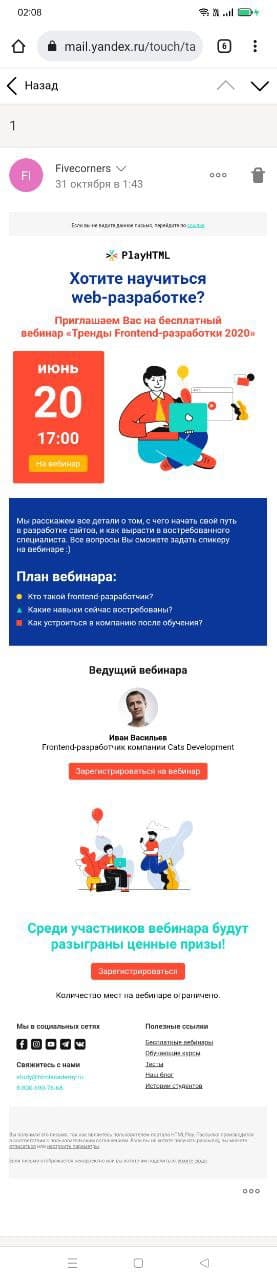 02:08
mail.yandex.ru/touch/ta
6
Назад
1
FI
Fivecorners
31 октября в 1:43
Если вы не видите данное письмо, перейдите по ссылке
PlayHTML
Хотите научиться
web-разработке?
Приглашаем Вас на бесплатный
вебинар «Тренды Frontend-разработки 2020»
ИЮНЬ
20
17:00
На вебинар
Мы расскажем все детали о том, с чего начать свой путь
в разработке сайтов, и как вырасти в востребованного
специалиста. Все вопросы Вы сможете задать спикеру
на вебинаре :)
План вебинара:
Кто такой frontend-разработчик?
Какие навыки сейчас востребованы?
Как устроиться в компанию после обучения?
Ведущий вебинара
Иван Васильев
Frontend-разработчик компании Cats Development
Зарегистрироваться на вебинар
Среди участников вебинара будут
разыграны ценные призы!
Зарегистрироваться
Количество мест на вебинаре ограничено.
Мы в социальных сетях
Полезные ссылки
Бесплатные вебинары
Обучающие курсы
Тесты
Наш блог
Истории студентов
Свяжитесь с нами